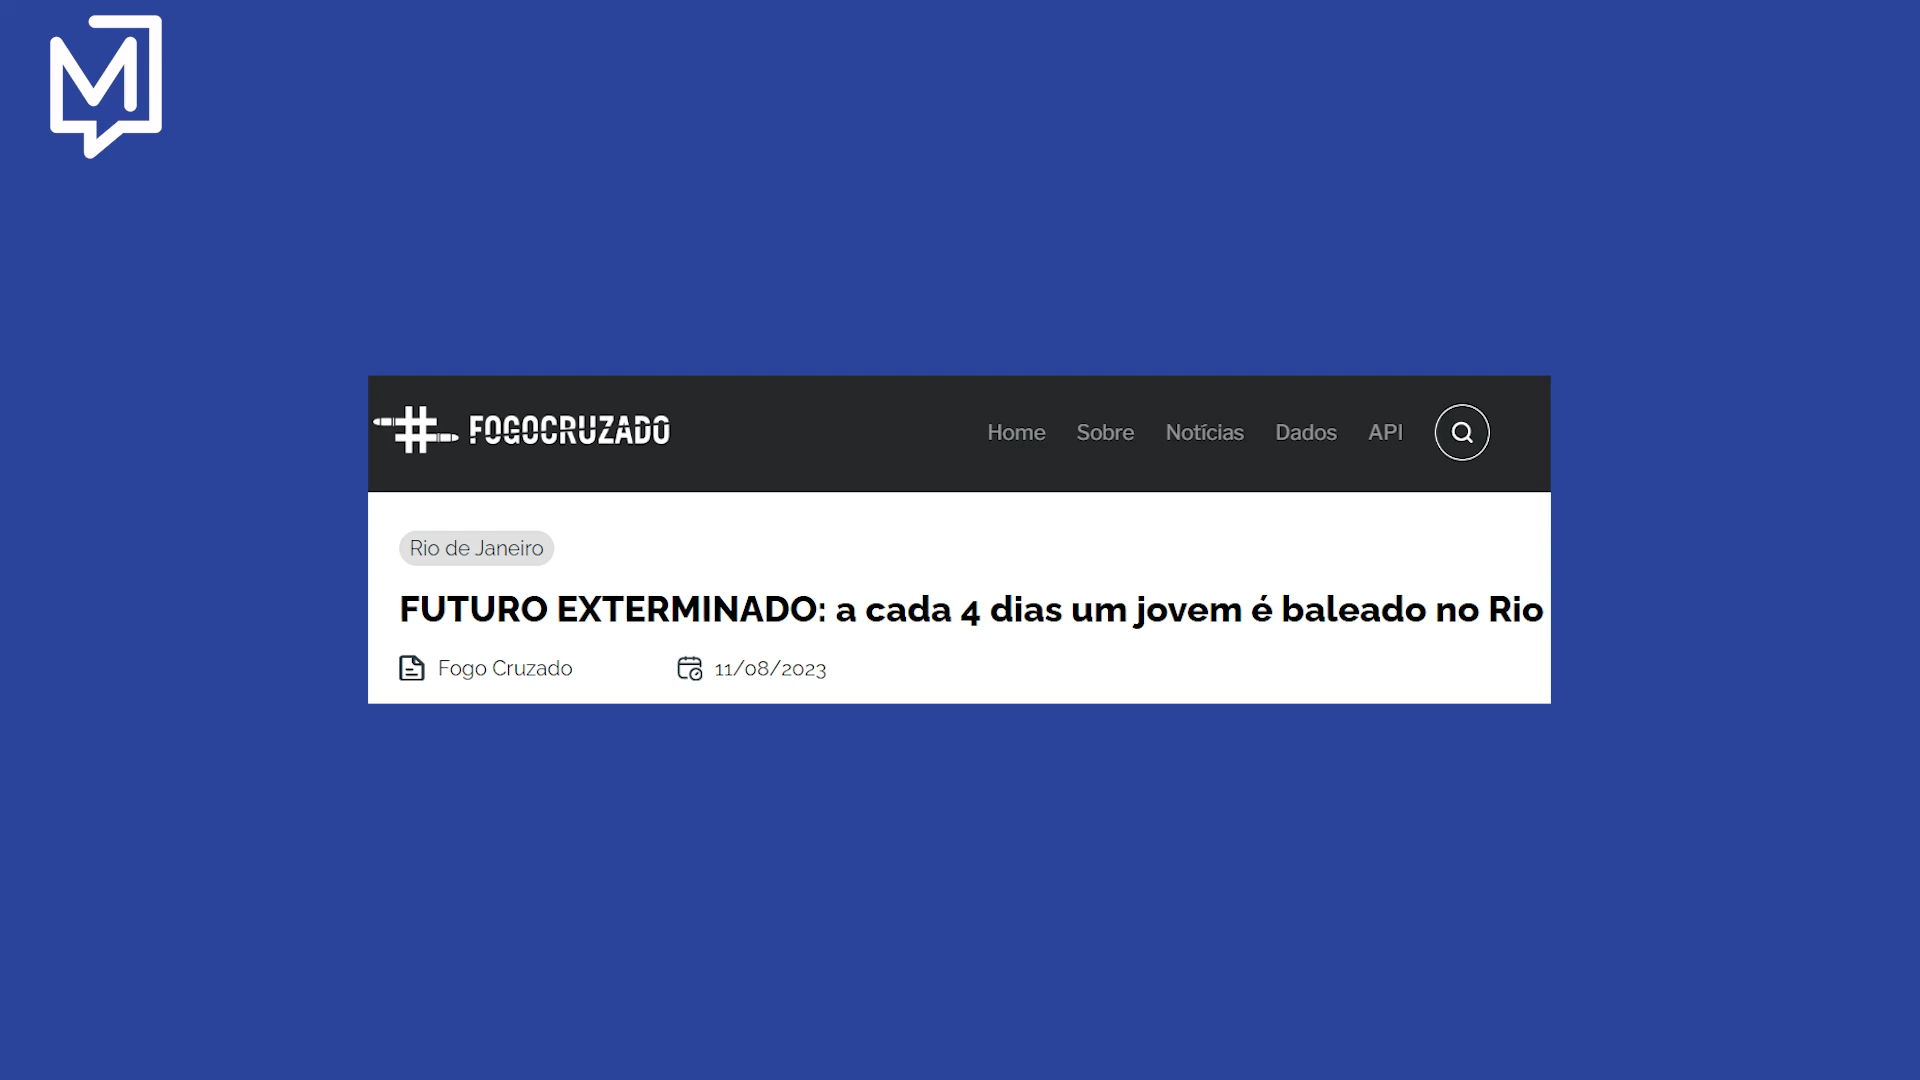 M
FOGOCRUZADO
Home Sobre Notícias Dados API
Rio de Janeiro
FUTURO EXTERMINADO: a cada 4 dias um jovem é baleado no Rio
Fogo Cruzado 11/08/2023